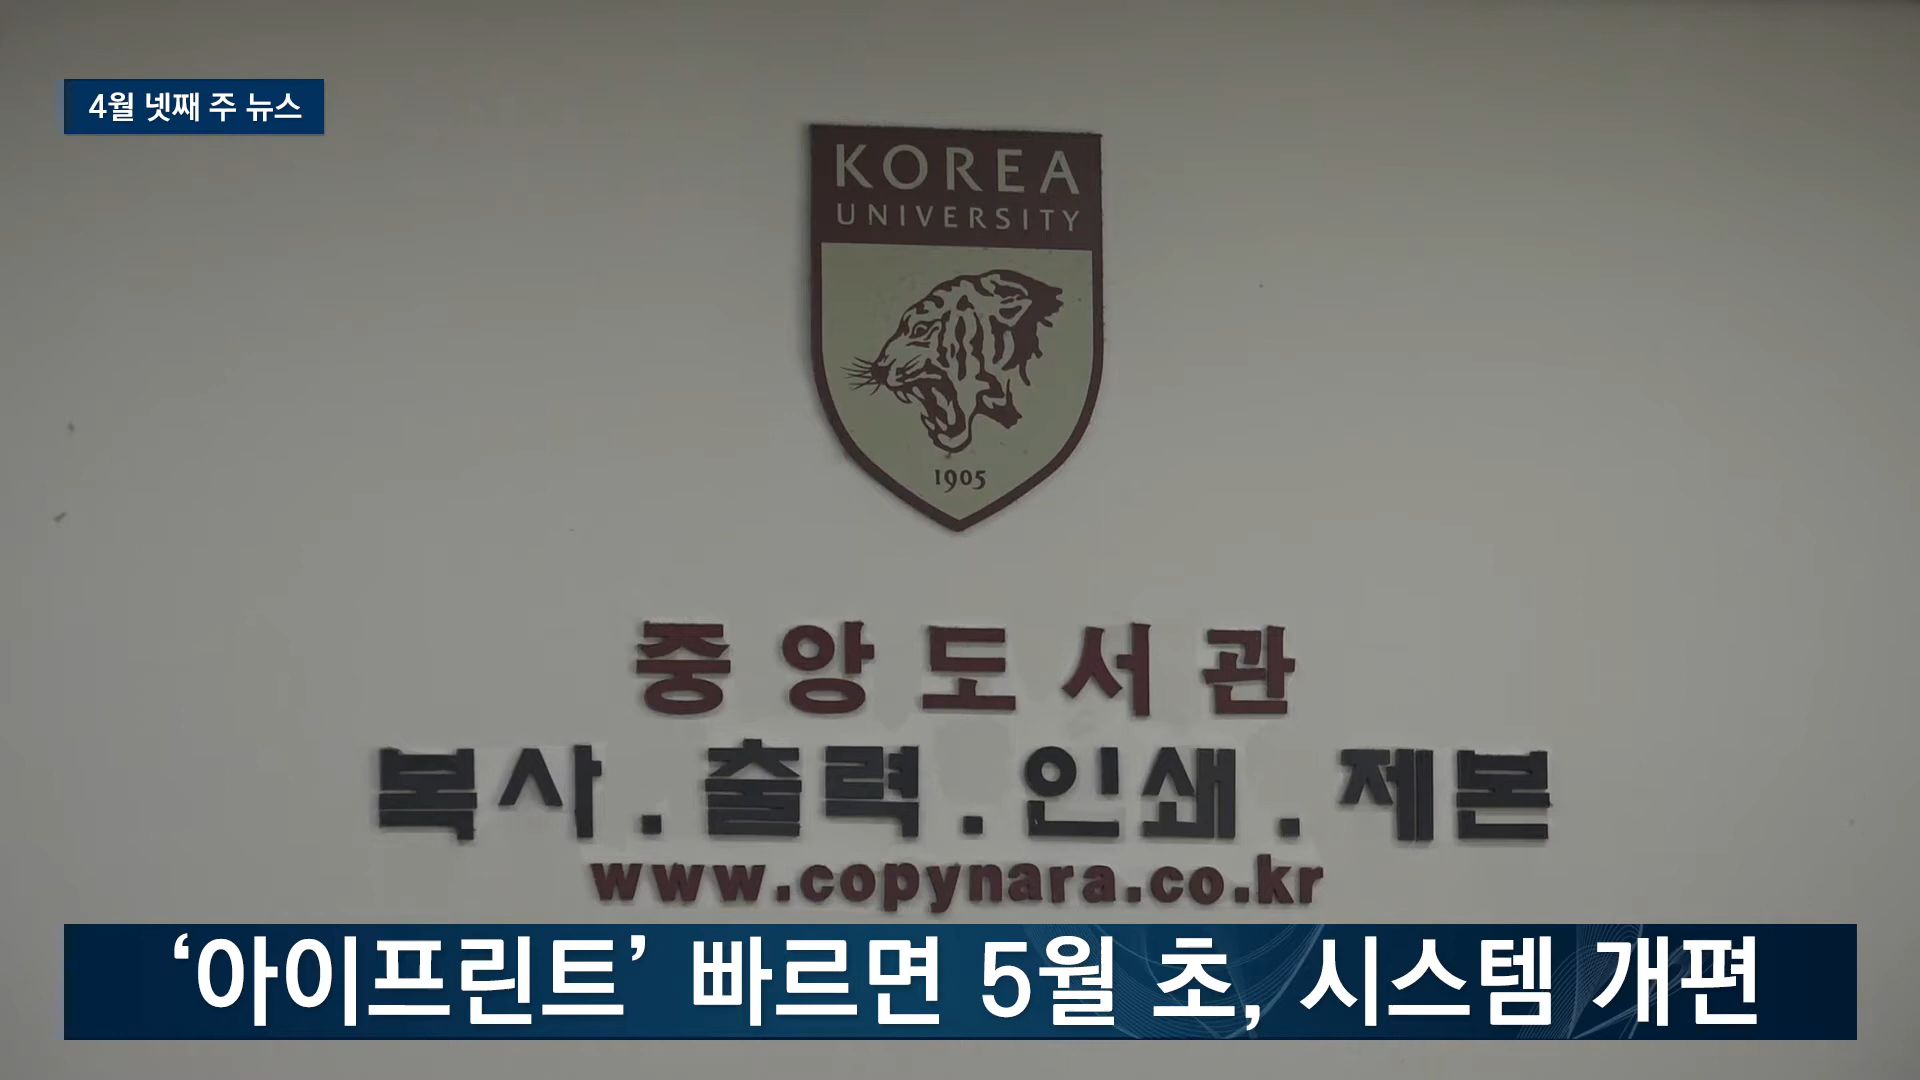 4월 넷째 주 뉴스
KOREA
UNIVERSITY
1905
중앙도서관
복사.출력.인쇄.제본
www.copynara.co.kr
‘아이프린트’ 빠르면 5월 초, 시스템 개편